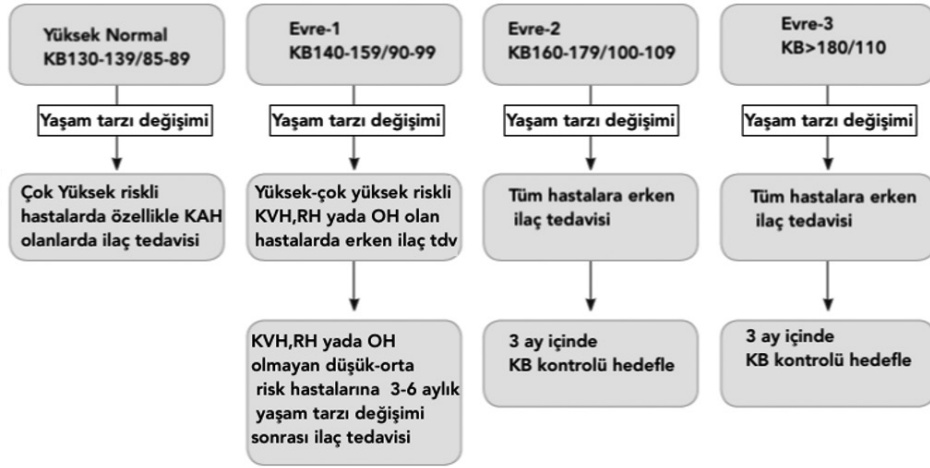 Yüksek Normal
KB130-139/85-89
Yaşam tarzı değişimi
Çok Yüksek riskli
hastalarda özellikle KAH
olanlarda ilaç tedavisi
Evre-1
KB140-159/90-99
Yaşam tarzı değişimi
Yüksek-çok yüksek riskli
KVH,RH yada OH olan
hastalarda erken ilaç tdv
KVH,RH yada OH
olmayan düşük-orta
risk hastalarına 3-6 aylık
yaşam tarzı değişimi
sonrası ilaç tedavisi
Evre-2
KB160-179/100-109
Yaşam tarzı değişimi
Tüm hastalara erken
ilaç tedavisi
3 ay içinde
KB kontrolü hedefle
Evre-3
KB>180/110
Yaşam tarzı değişimi
Tüm hastalara erken
ilaç tedavisi
3 ay içinde
KB kontrolü hedefle